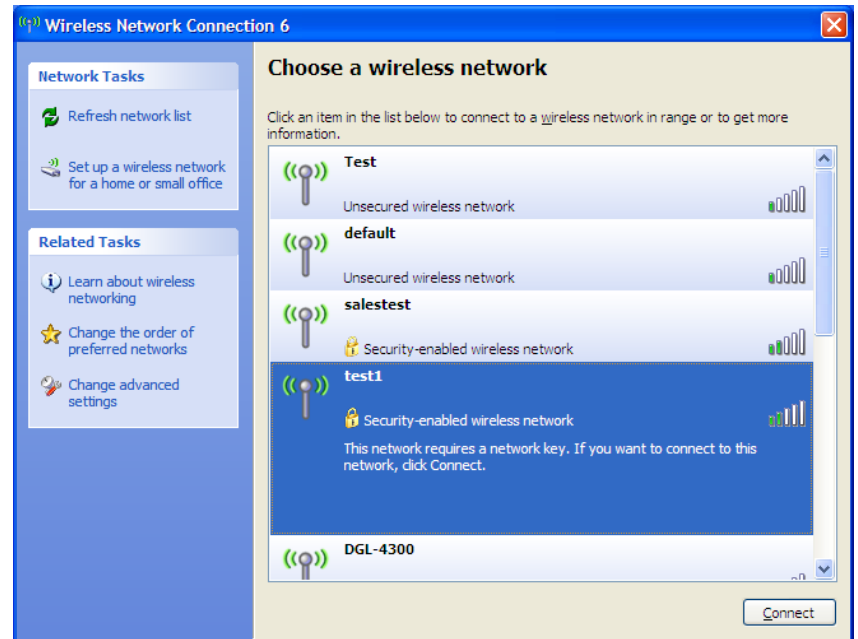 Wireless Network Connection 6
Network Tasks
Refresh network list
Set up a wireless network
for a home or small office
Related Tasks
Learn about wireless
networking
Change the order of
preferred networks
Change advanced
settings
Choose a wireless network
Click an item in the list below to connect to a wireless network in range or to get more
information.
Test
Unsecured wireless network
default
Unsecured wireless network
salestest
Security-enabled wireless network
test1
Security-enabled wireless network
This network requires a network key. If you want to connect to this
network, click Connect.
DGL-4300
Connect